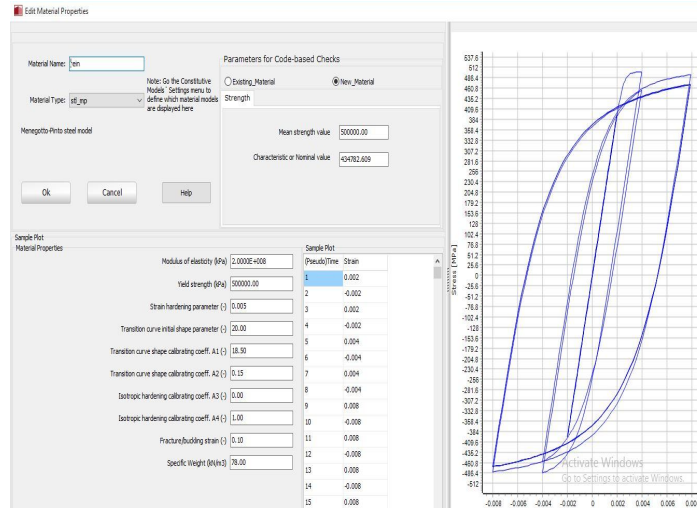 Edit Material Properties
Material Name: 'ein
Note: Go the Constitutive
Models` Settings menu to
define which material models
are displayed here
Material Type: stl_mp
Menegotto-Pinto steel model
Ok
Cancel
Help
Parameters for Code-based Checks
Existing_Material
New_Material
Strength
Mean strength value 500000.00
Characteristic or Nominal value 434782.609
Sample Plot
Material Properties
Modulus of elasticity (kPa) 2.0000E+008
Yield strength (kPa) 500000.00
Strain hardening parameter (-) 0.005
Transition curve initial shape parameter (-) 20.00
Transition curve shape calibrating coeff. A1 (-) 18.50
Transition curve shape calibrating coeff. A2 (-) 0.15
Isotropic hardening calibrating coeff. A3 (-) 0.00
Isotropic hardening calibrating coeff. A4 (-) 1.00
Fracture/buckling strain (-) 0.10
Specific Weight (kN/m3) 78.00
Sample Plot
(Pseudo)Time Strain
1 0.002
2 -0.002
3 0.002
4 -0.002
5 0.004
6 -0.004
7 0.004
8 -0.004
9 0.008
10 -0.008
11 0.008
12 -0.008
13 0.008
14 -0.008
15 0.008
Stress [MPa]
537.6
512
486.4
460.8
435.2
409.6
384
358.4
332.8
307.2
281.6
256
230.4
204.8
179.2
153.6
128
102.4
76.8
51.2
25.6
0
-25.6
-51.2
-76.8
-102.4
-128
-153.6
-179.2
-204.8
-230.4
-256
-281.6
-307.2
-332.8
-358.4
-384
-409.6
-435.2
-460.8
-486.4
-512
-0.008 -0.006 -0.004 -0.002 0 0.002 0.004 0.006
Activate Windows
Go to Settings to activate Windows.